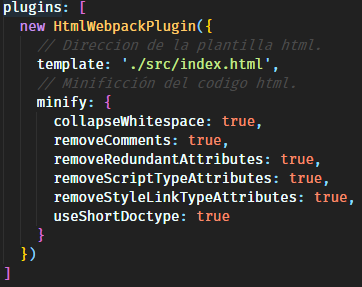 plugins: [
new HtmlWebpackPlugin({
// Direccion de la plantilla html.
template: './src/index.html',
// Minificción del codigo html.
minify: {
collapseWhitespace: true,
removeComments: true,
removeRedundantAttributes: true,
removeScriptTypeAttributes: true,
removeStyleLinkTypeAttributes: true,
useShortDoctype: true
}
})
]